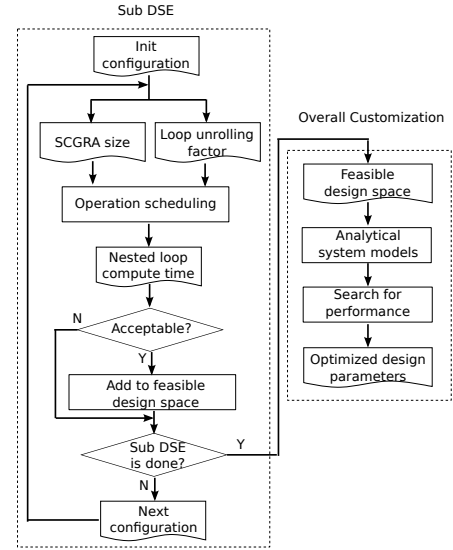 Sub DSE
Init
configuration
SCGRA size
Loop unrolling
factor
Operation scheduling
Nested loop
compute time
Acceptable?
N
Y
Add to feasible
design space
Sub DSE
is done?
Y
N
Next
configuration
Overall Customization
Feasible
design space
Analytical
system models
Search for
performance
Optimized design
parameters